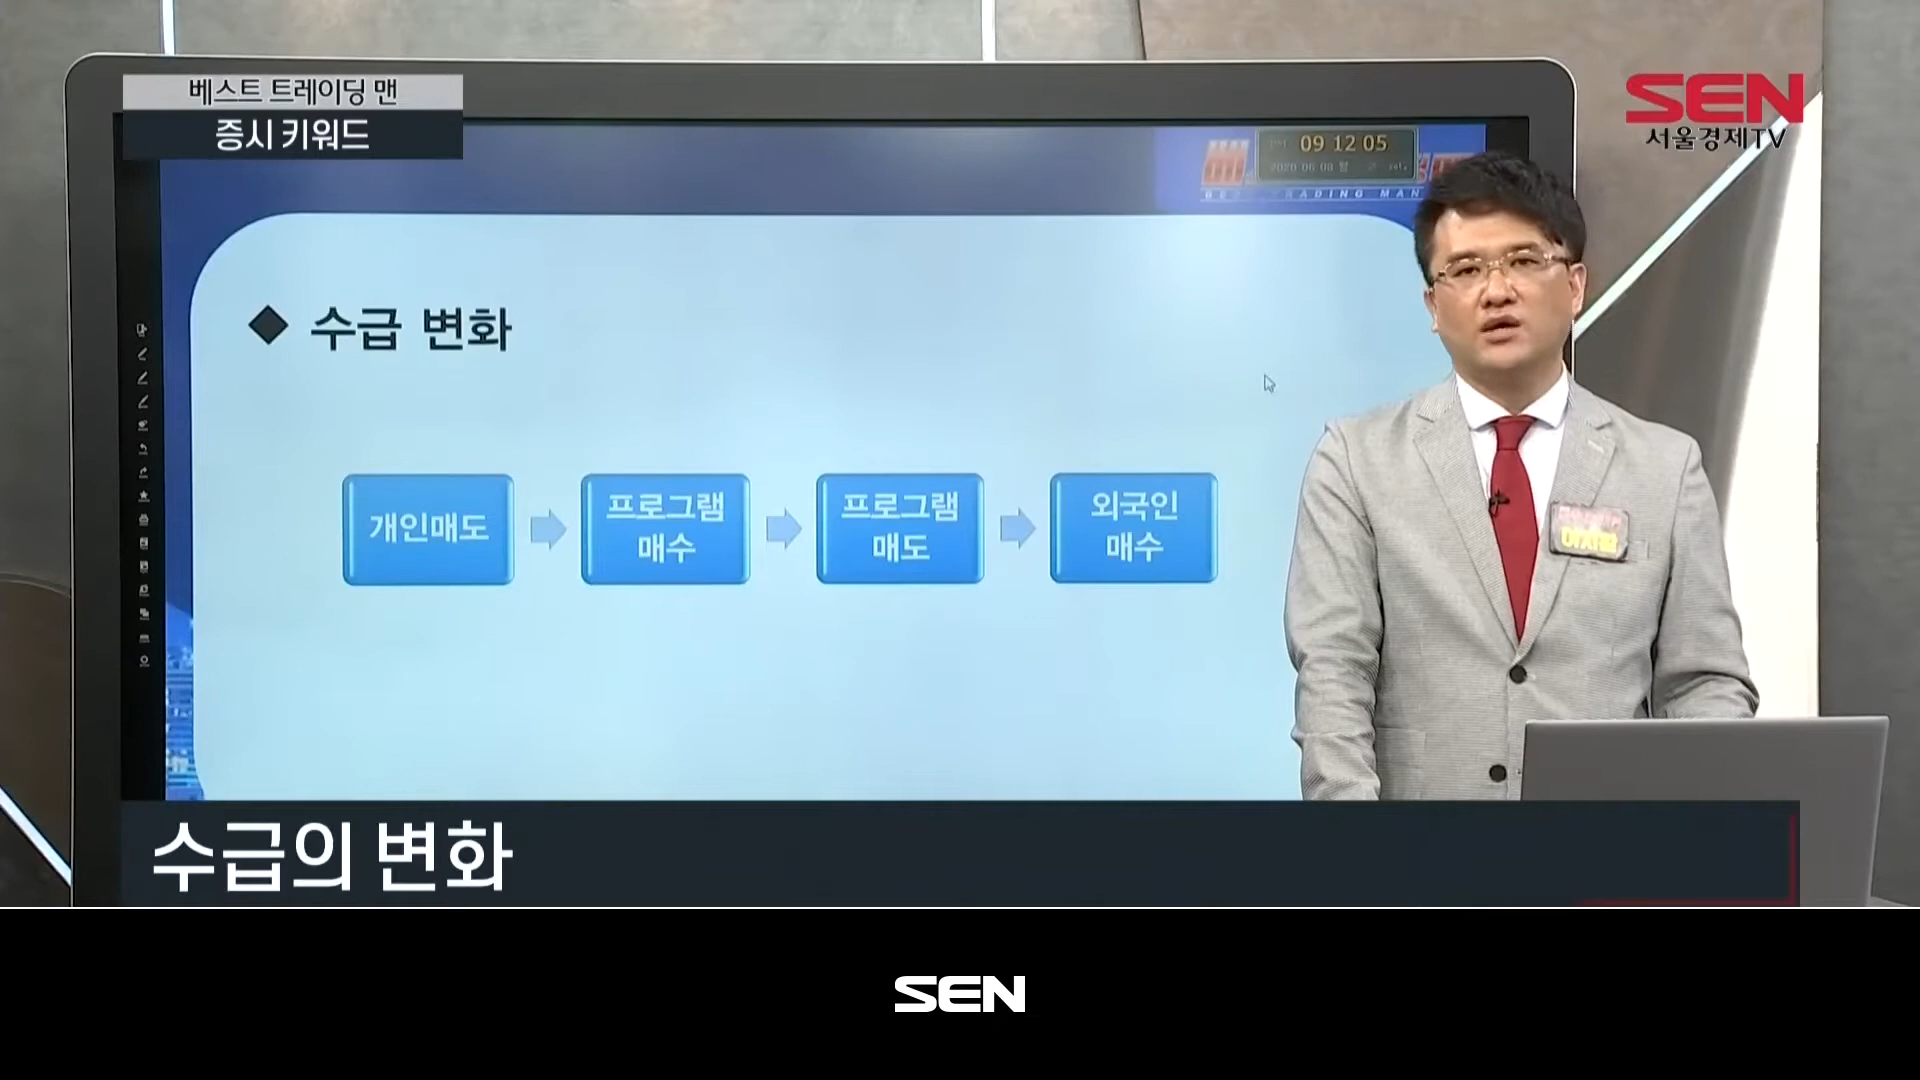 베스트 트레이딩 맨
증시 키워드
SEN
서울경제TV
09 12 05
TRADING MAN
◆ 수급 변화
개인매도
프로그램
매수
프로그램
매도
외국인
매수
수급의 변화
SEN